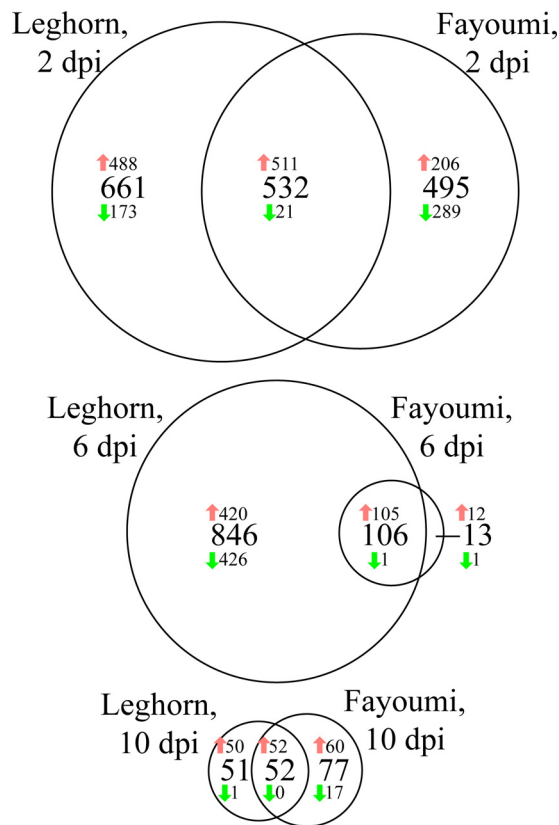 Leghorn,
2 dpi
Fayoumi,
2 dpi
488
661
173
511
532
21
206
495
289
Leghorn,
6 dpi
Fayoumi,
6 dpi
420
846
426
105
106
1
12
13
1
Leghorn,
10 dpi
Fayoumi,
10 dpi
50
51
1
52
52
0
60
77
17